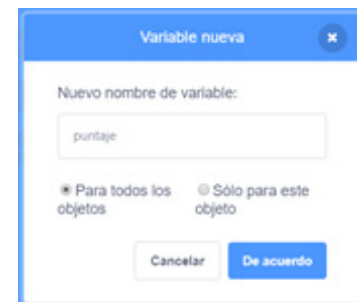 Variable nueva
Nuevo nombre de variable:
puntaje
Para todos los objetos
Sólo para este objeto
Cancelar
De acuerdo